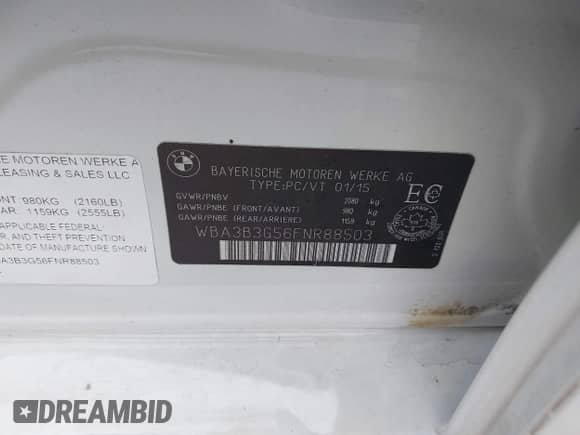 HE MOTOREN WERKE A
LEASING & SALES LLC
ONT: 980KG (2160LB)
AR: 1159KG (2555LB)
APPLICABLE FEDERAL
R, AND THEFT PREVENTION
DATE OF MANUFACTURE SHOWN
A3B3G56FNR88503
BMW
BAYERISCHE MOTOREN WERKE AG
TYPE:PC/VT 01/15
GVWR/PNBV 2080 kg
GAWR/PNBE (FRONT/AVANT) 980 kg
GAWR/PNBE (REAR/ARRIERE) 1159 kg
WBA3B3G56FNR88503
EC
DREAMBID